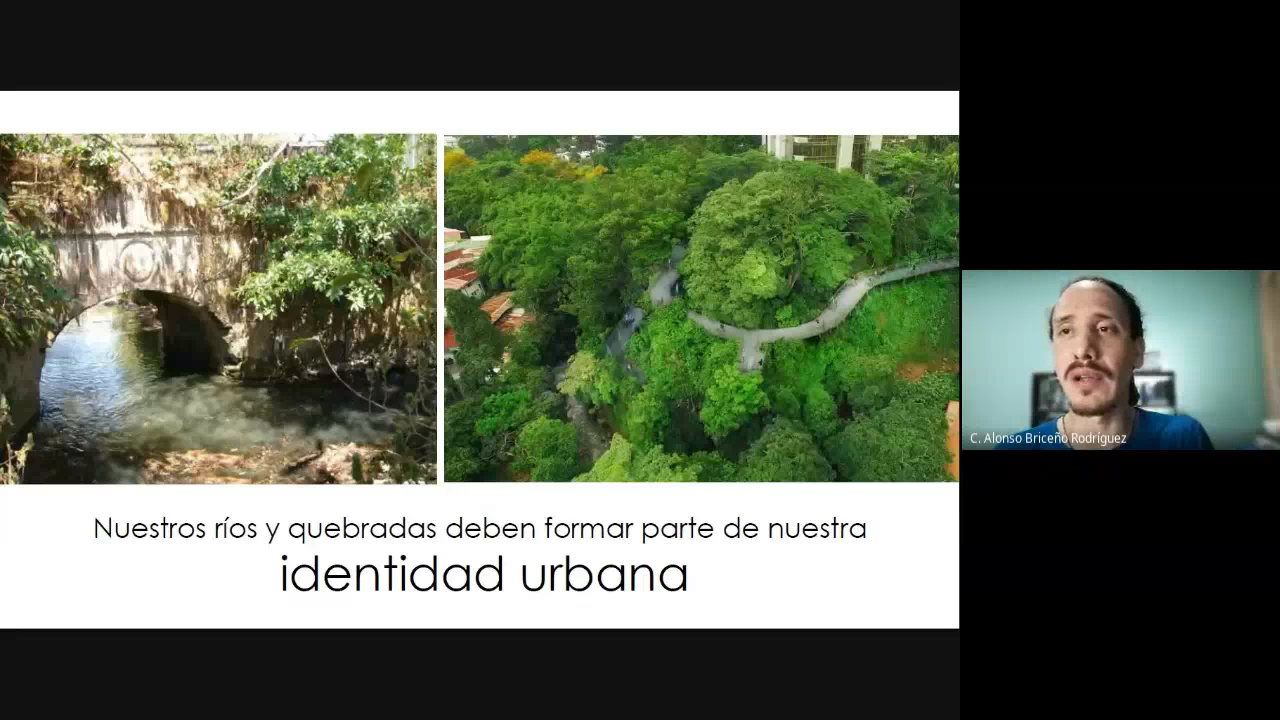 Nuestros ríos y quebradas deben formar parte de nuestra
identidad urbana
C. Alonso Briceño Rodríguez